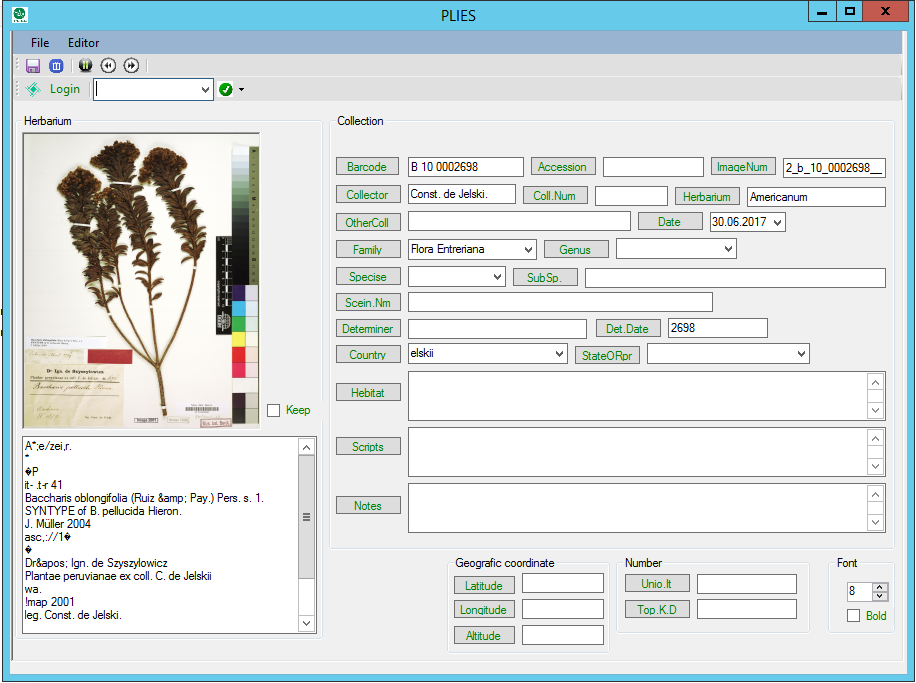 PLIES
File Editor
Login
Herbarium
Dr Ign. de Szyszylowicz
Keep
A*;e/zei,r.
*
�P
it- .t-r 41
Baccharis oblongifolia (Ruiz &amp; Pay.) Pers. s. 1.
SYNTYPE of B. pellucida Hieron.
J. Müller 2004
asc,://1�
�
Dr&apos; Ign. de Szyszylowicz
Plantae peruvianae ex coll. C. de Jelskii
wa.
!map 2001
leg. Const. de Jelski.
Collection
Barcode B 10 0002698 Accession ImageNum 2_b_10_0002698__
Collector Const. de Jelski. Coll.Num Herbarium Americanum
OtherColl Date 30.06.2017
Family Flora Entreriana Genus
Specise SubSp.
Scein.Nm
Determiner Det.Date 2698
Country elskii StateORpr
Hebitat
Scripts
Notes
Geografic coordinate
Latitude
Longitude
Altitude
Number
Unio.It
Top.K.D
Font
8
Bold